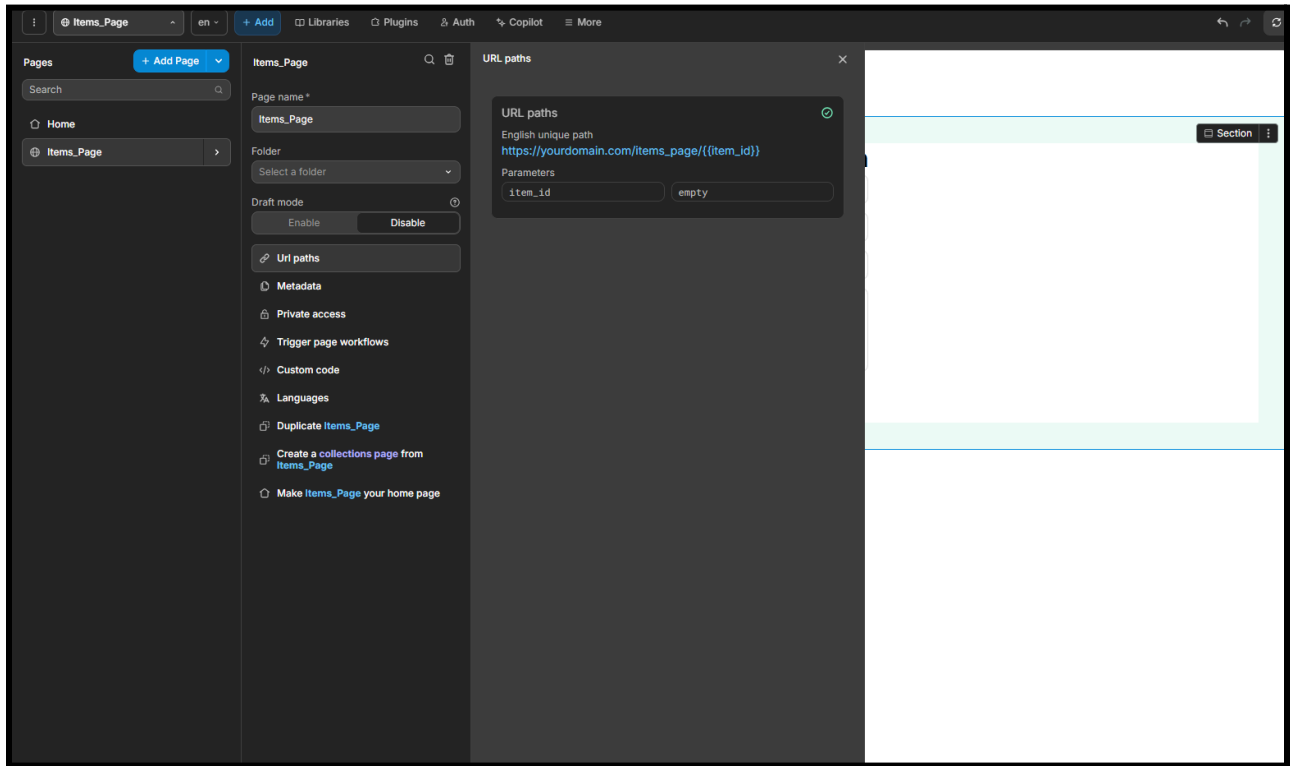 Items_Page
en
+ Add
Libraries
Plugins
Auth
Copilot
More
Pages
+ Add Page
Search
Home
Items_Page
Items_Page
Page name *
Items_Page
Folder
Select a folder
Draft mode
Enable
Disable
Url paths
Metadata
Private access
Trigger page workflows
Custom code
Languages
Duplicate Items_Page
Create a collections page from
Items_Page
Make Items_Page your home page
URL paths
URL paths
English unique path
https://yourdomain.com/items_page/{{item_id}}
Parameters
item_id
empty
Section